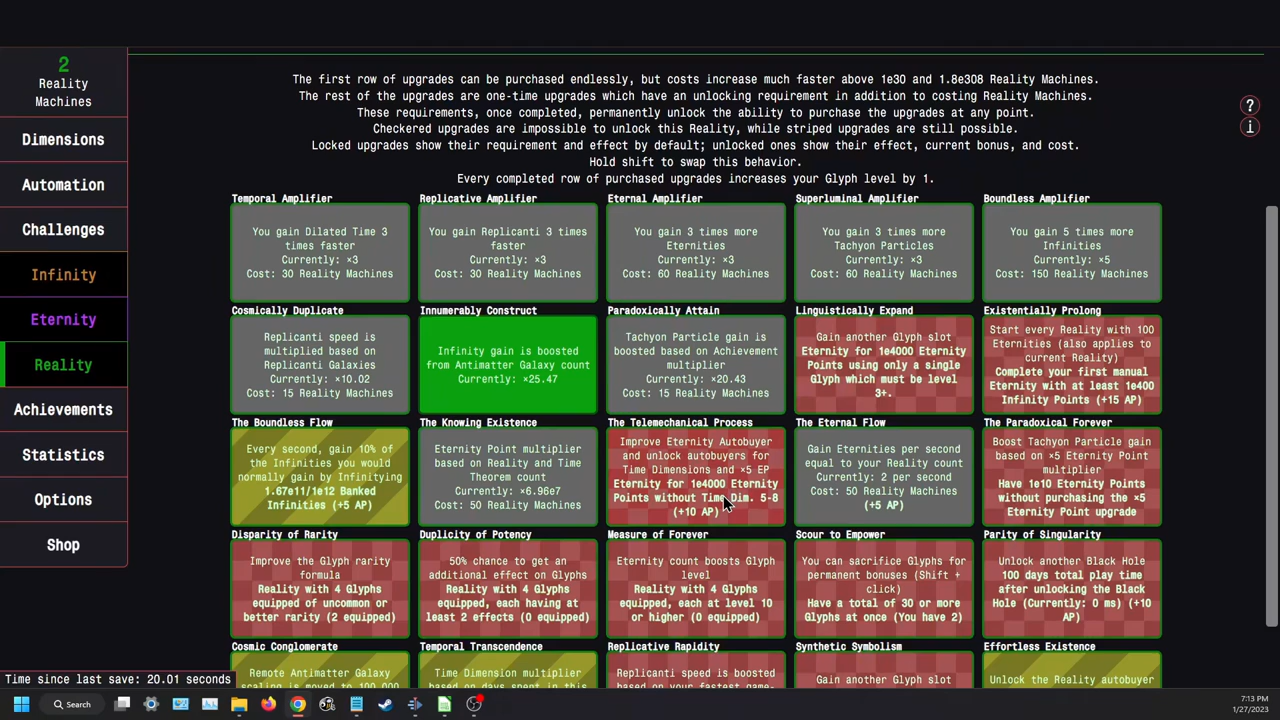 2
Reality
Machines
Dimensions
Automation
Challenges
Infinity
Eternity
Reality
Achievements
Statistics
Options
Shop
The first row of upgrades can be purchased endlessly, but costs increase much faster above 1e30 and 1.8e308 Reality Machines.
The rest of the upgrades are one-time upgrades which have an unlocking requirement in addition to costing Reality Machines.
These requirements, once completed, permanently unlock the ability to purchase the upgrades at any point.
Checkered upgrades are impossible to unlock this Reality, while striped upgrades are still possible.
Locked upgrades show their requirement and effect by default; unlocked ones show their effect, current bonus, and cost.
Hold shift to swap this behavior.
Every completed row of purchased upgrades increases your Glyph level by 1.
?
i
Temporal Amplifier
You gain Dilated Time 3
times faster
Currently: ×3
Cost: 30 Reality Machines
Replicative Amplifier
You gain Replicanti 3 times
faster
Currently: ×3
Cost: 30 Reality Machines
Eternal Amplifier
You gain 3 times more
Eternities
Currently: ×3
Cost: 60 Reality Machines
Superluminal Amplifier
You gain 3 times more
Tachyon Particles
Currently: ×3
Cost: 60 Reality Machines
Boundless Amplifier
You gain 5 times more
Infinities
Currently: ×5
Cost: 150 Reality Machines
Cosmically Duplicate
Replicanti speed is
multiplied based on
Replicanti Galaxies
Currently: ×10.02
Cost: 15 Reality Machines
Innumerably Construct
Infinity gain is boosted
from Antimatter Galaxy count
Currently: ×25.47
Paradoxically Attain
Tachyon Particle gain is
boosted based on Achievement
multiplier
Currently: ×20.43
Cost: 15 Reality Machines
Linguistically Expand
Gain another Glyph slot
Eternity for 1e4000 Eternity
Points using only a single
Glyph which must be level
3+.
Existentially Prolong
Start every Reality with 100
Eternities (also applies to
current Reality)
Complete your first manual
Eternity with at least 1e400
Infinity Points (+15 AP)
The Boundless Flow
Every second, gain 10% of
the Infinities you would
normally gain by Infinitying
1.67e11/1e12 Banked
Infinities (+5 AP)
The Knowing Existence
Eternity Point multiplier
based on Reality and Time
Theorem count
Currently: ×6.96e7
Cost: 50 Reality Machines
The Telemechanical Process
Improve Eternity Autobuyer
and unlock autobuyers for
Time Dimensions and ×5 EP
Eternity for 1e4000 Eternity
Points without Time Dim. 5-8
(+10 AP)
The Eternal Flow
Gain Eternities per second
equal to your Reality count
Currently: 2 per second
Cost: 50 Reality Machines
(+5 AP)
The Paradoxical Forever
Boost Tachyon Particle gain
based on ×5 Eternity Point
multiplier
Have 1e10 Eternity Points
without purchasing the ×5
Eternity Point upgrade
Disparity of Rarity
Improve the Glyph rarity
formula
Reality with 4 Glyphs
equipped of uncommon or
better rarity (2 equipped)
Duplicity of Potency
50% chance to get an
additional effect on Glyphs
Reality with 4 Glyphs
equipped, each having at
least 2 effects (0 equipped)
Measure of Forever
Eternity count boosts Glyph
level
Reality with 4 Glyphs
equipped, each at level 10
or higher (0 equipped)
Scour to Empower
You can sacrifice Glyphs for
permanent bonuses (Shift +
click)
Have a total of 30 or more
Glyphs at once (You have 2)
Parity of Singularity
Unlock another Black Hole
100 days total play time
after unlocking the Black
Hole (Currently: 0 ms) (+10
AP)
Cosmic Conglomerate
Remote Antimatter Galaxy
scaling is moved to 100,000
Temporal Transcendence
Time Dimension multiplier
based on days spent in this
Replicative Rapidity
Replicanti speed is boosted
based on your fastest game-
Synthetic Symbolism
Gain another Glyph slot
Effortless Existence
Unlock the Reality autobuyer
Time since last save: 20.01 seconds
Search
7:13 PM
1/27/2023